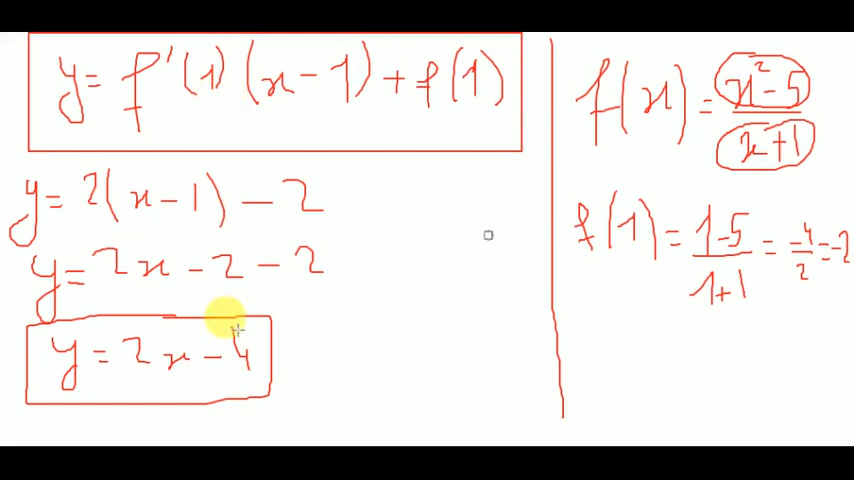 y = f'(1) (x - 1) + f(1)
y = 2(x - 1) - 2
y = 2x - 2 - 2
y = 2x - 4
f(x) = x² - 5 / x + 1
f(1) = 1 - 5 / 1 + 1 = -4 / 2 = -2